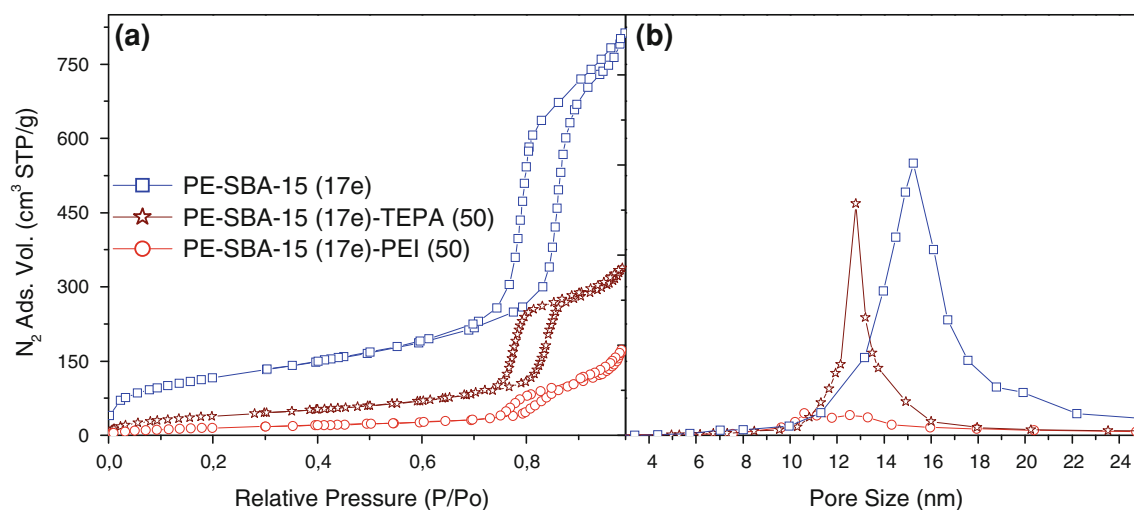 (a)
(b)
N₂ Ads. Vol. (cm³ STP/g)
750
600
450
300
150
0
PE-SBA-15 (17e)
PE-SBA-15 (17e)-TEPA (50)
PE-SBA-15 (17e)-PEI (50)
0,0 0,2 0,4 0,6 0,8
Relative Pressure (P/Po)
4 6 8 10 12 14 16 18 20 22 24
Pore Size (nm)